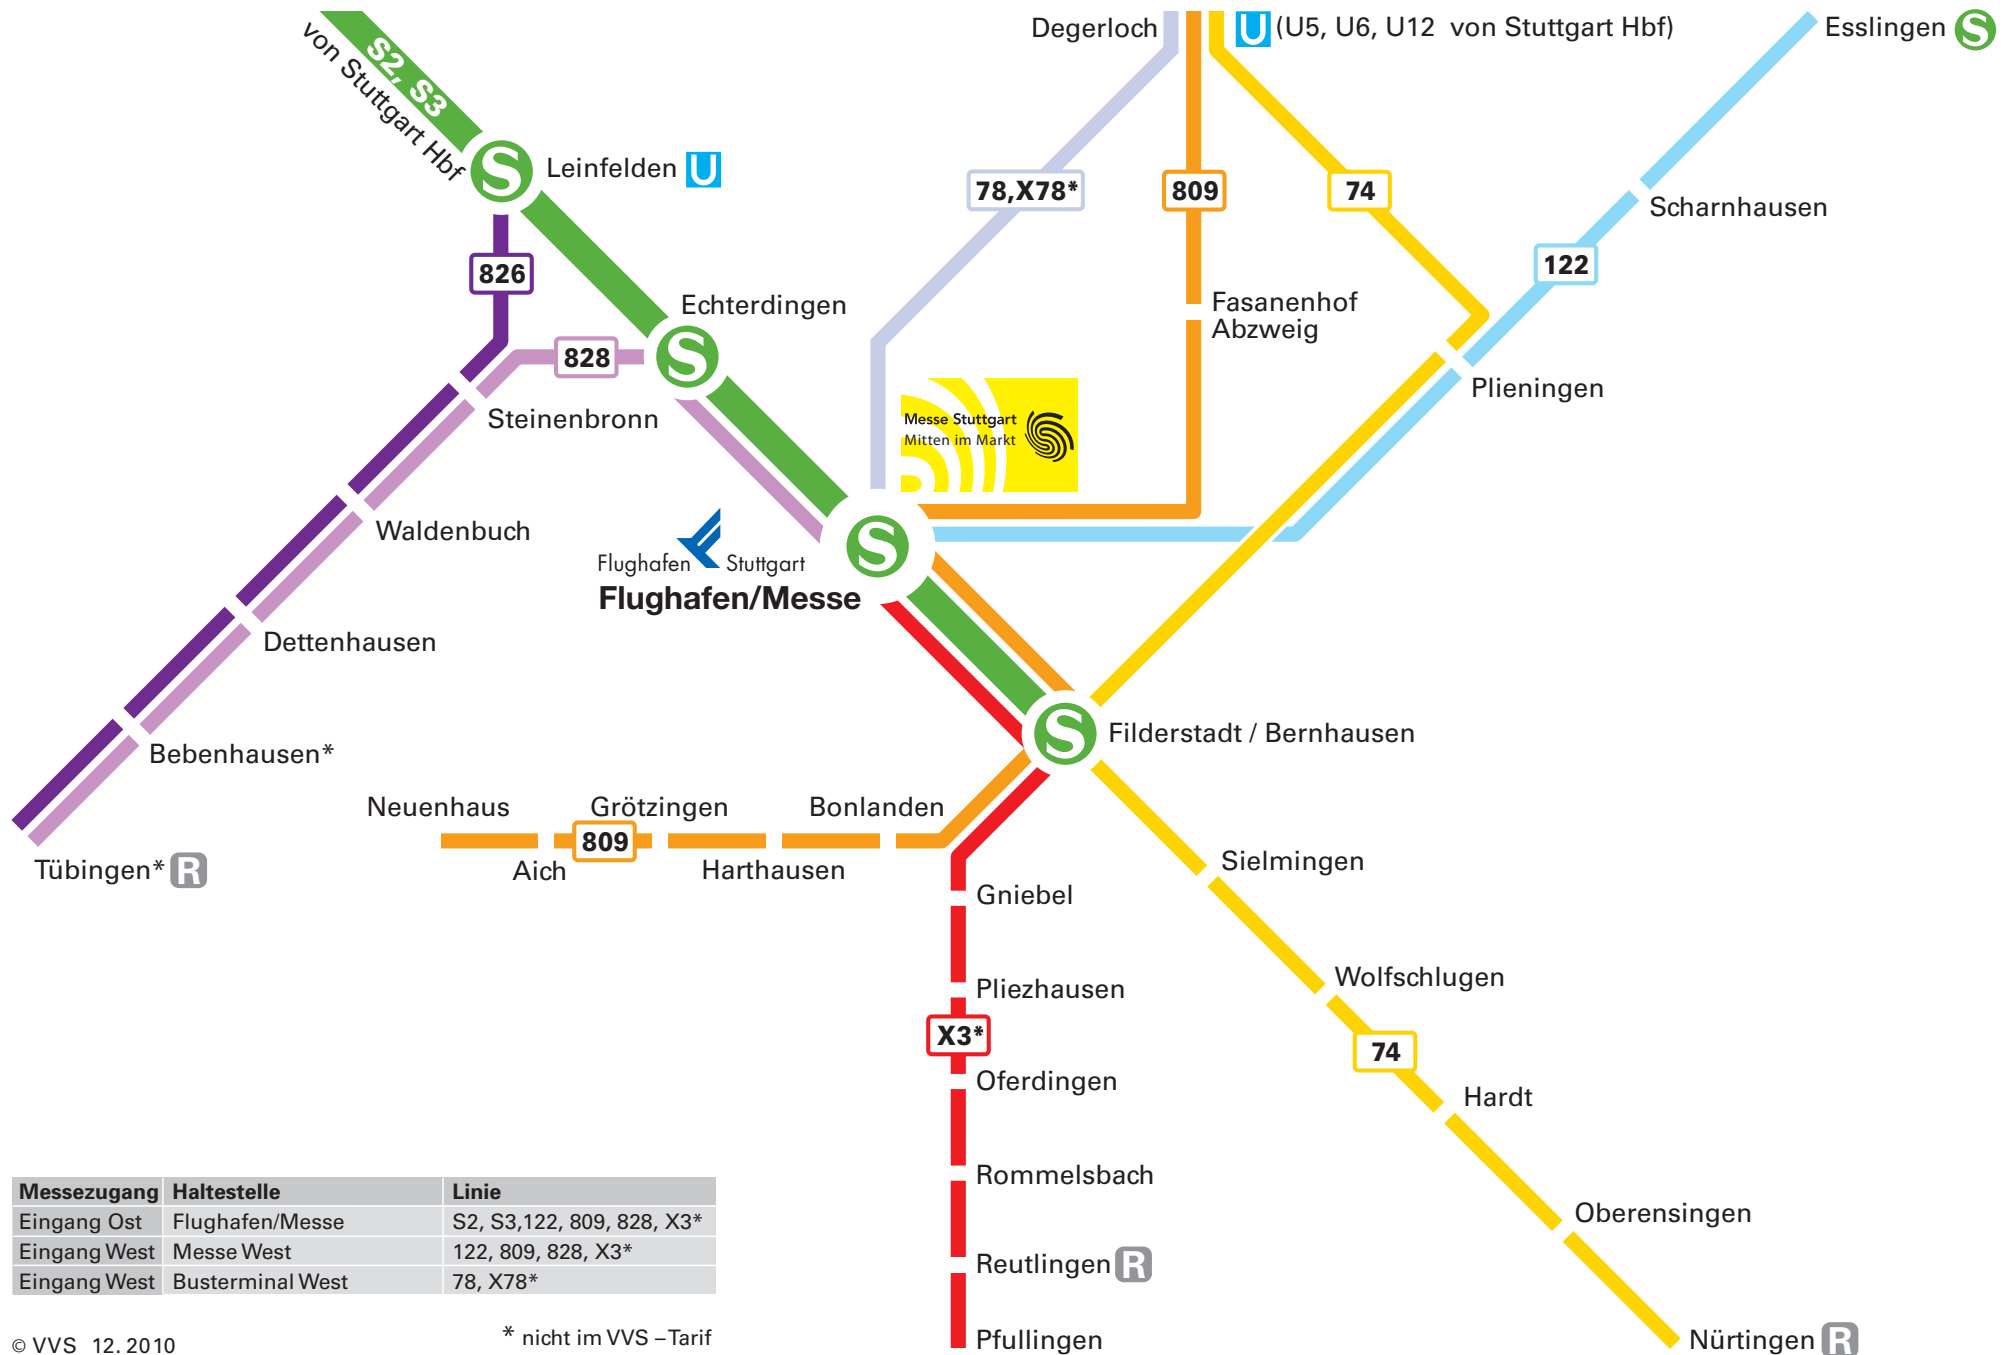 Degerloch
U (U5, U6, U12 von Stuttgart Hbf)
Esslingen S
S2, S3
von Stuttgart Hbf
S Leinfelden U
78,X78*
809
74
Scharnhausen
826
122
Echterdingen
Fasanenhof
Abzweig
828
S
Plieningen
Steinenbronn
Messe Stuttgart
Mitten im Markt
Waldenbuch
S
Flughafen Stuttgart
Flughafen/Messe
Dettenhausen
S Filderstadt / Bernhausen
Bebenhausen*
Neuenhaus
Grötzingen
Bonlanden
809
Aich
Harthausen
Tübingen* R
Sielmingen
Gniebel
Wolfschlugen
Pliezhausen
X3*
74
Oferdingen
Hardt
Rommelsbach
Oberensingen
Reutlingen R
Pfullingen
Nürtingen R
Messezugang Haltestelle Linie
Eingang Ost Flughafen/Messe S2, S3,122, 809, 828, X3*
Eingang West Messe West 122, 809, 828, X3*
Eingang West Busterminal West 78, X78*
* nicht im VVS –Tarif
© VVS 12. 2010